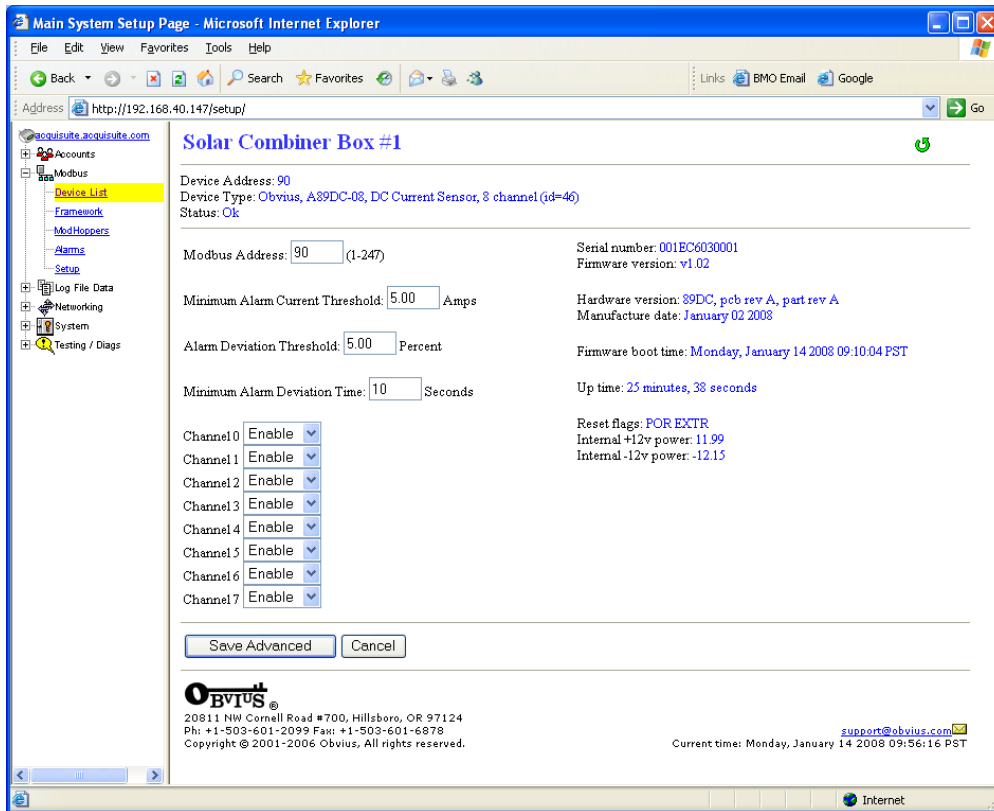 Main System Setup Page - Microsoft Internet Explorer
File Edit View Favorites Tools Help
Back Search Favorites Links BMO Email Google
Address http://192.168.40.147/setup/ Go
acquisuite.acquisuite.com
Accounts
Modbus
Device List
Framework
ModHoppers
Alarms
Setup
Log File Data
Networking
System
Testing / Diags
Solar Combiner Box #1
Device Address: 90
Device Type: Obvius, A89DC-08, DC Current Sensor, 8 channel (id=46)
Status: Ok
Modbus Address: 90 (1-247)
Minimum Alarm Current Threshold: 5.00 Amps
Alarm Deviation Threshold: 5.00 Percent
Minimum Alarm Deviation Time: 10 Seconds
Channel 0 Enable
Channel 1 Enable
Channel 2 Enable
Channel 3 Enable
Channel 4 Enable
Channel 5 Enable
Channel 6 Enable
Channel 7 Enable
Serial number: 001EC6030001
Firmware version: v1.02
Hardware version: 89DC, pcb rev A, part rev A
Manufacture date: January 02 2008
Firmware boot time: Monday, January 14 2008 09:10:04 PST
Up time: 25 minutes, 38 seconds
Reset flags: POR EXTR
Internal +12v power: 11.99
Internal -12v power: -12.15
Save Advanced Cancel
OBVIUS ®
20811 NW Cornell Road #700, Hillsboro, OR 97124
Ph: +1-503-601-2099 Fax: +1-503-601-6878
Copyright © 2001-2006 Obvius, All rights reserved.
support@obvius.com
Current time: Monday, January 14 2008 09:56:16 PST
Internet